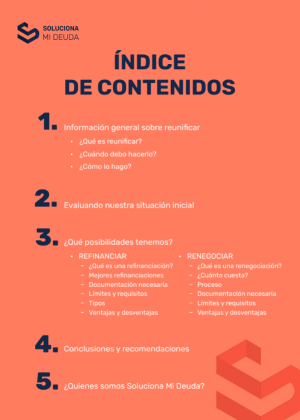 SOLUCIONA
MI DEUDA
ÍNDICE
DE CONTENIDOS
1. Información general sobre reunificar
• ¿Qué es reunificar?
• ¿Cuándo debo hacerlo?
• ¿Cómo lo hago?
2. Evaluando nuestra situación inicial
3. ¿Qué posibilidades tenemos?
• REFINANCIAR
– ¿Qué es una refinanciación?
– Mejores refinanciaciones
– Documentación necesaria
– Límites y requisitos
– Tipos
– Ventajas y desventajas
• RENEGOCIAR
– ¿Qué es una renegociación?
– ¿Cuánto cuesta?
– Proceso
– Documentación necesaria
– Límites y requisitos
– Ventajas y desventajas
4. Conclusiones y recomendaciones
5. ¿Quienes somos Soluciona Mi Deuda?